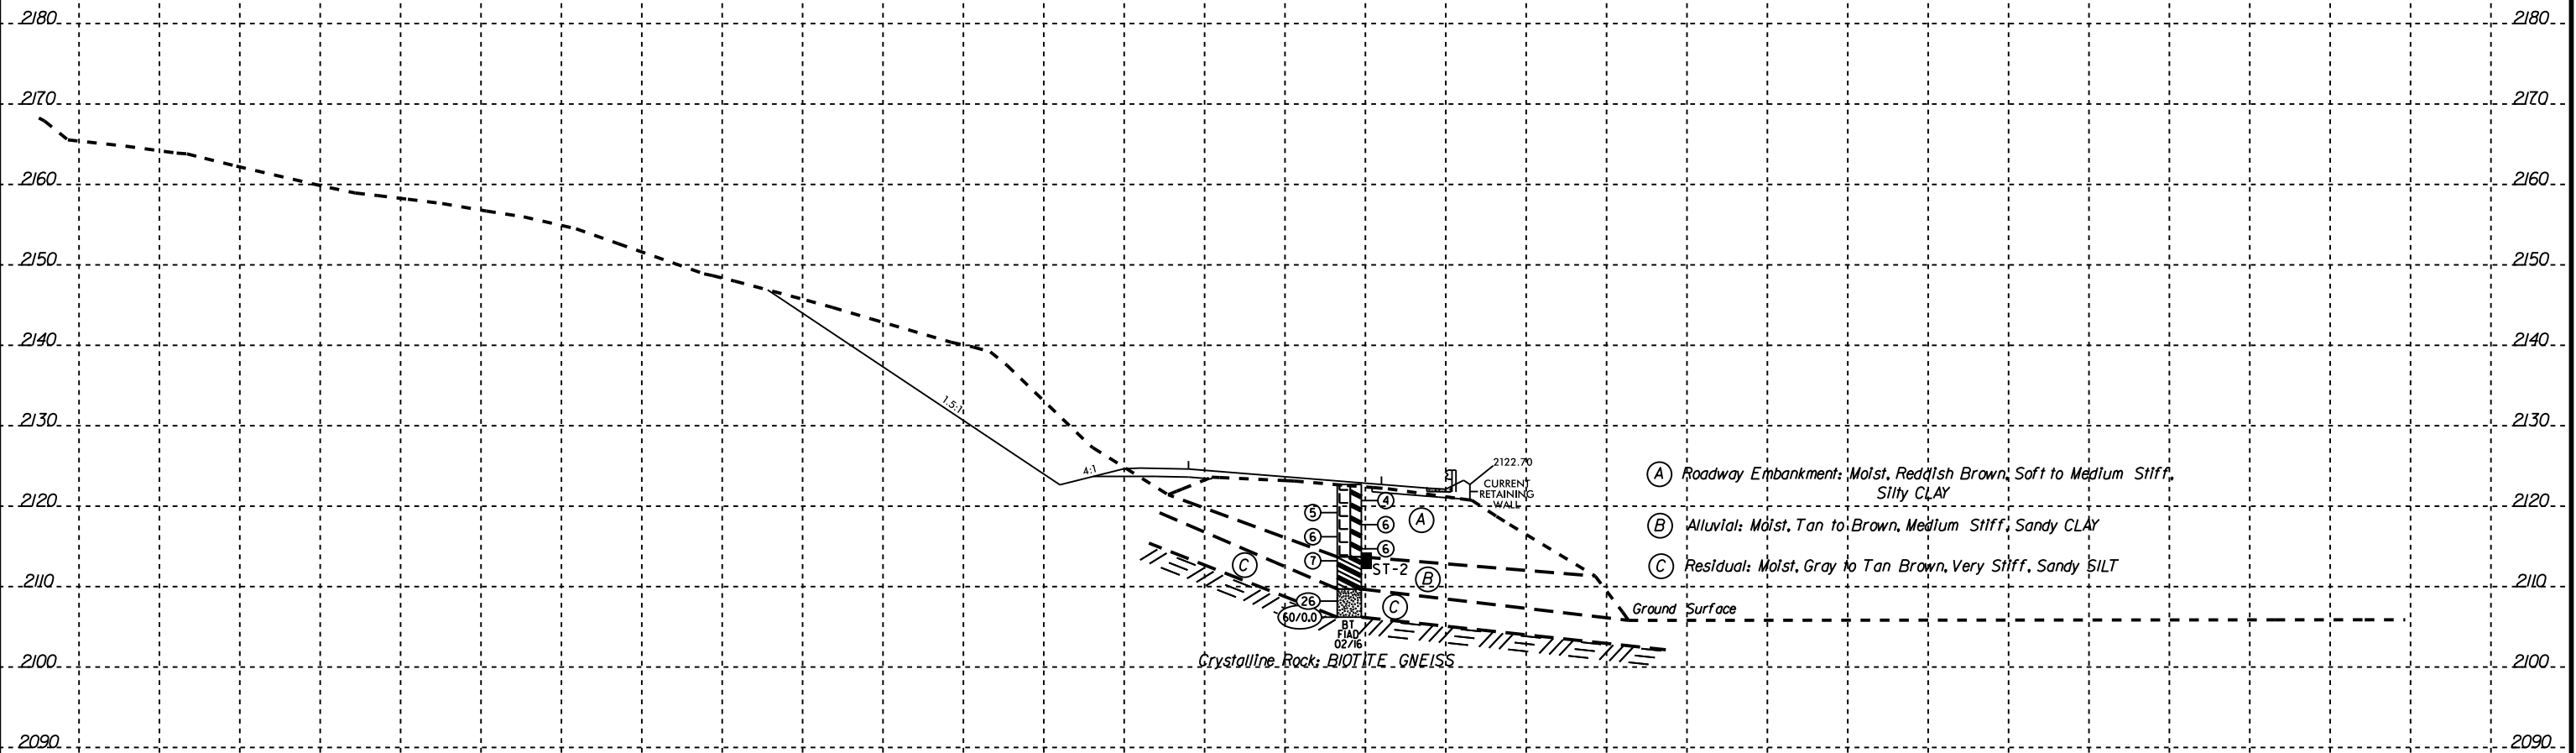 2180 2180
2170 2170
2160 2160
2150 2150
2140 2140
1.5:1
2130 2130
4:1
2122.70
CURRENT
RETAINING
WALL
A Roadway Embankment: Moist, Reddish Brown, Soft to Medium Stiff,
Silty CLAY
2120 2120
4
5
A
6
B Alluvial: Moist, Tan to Brown, Medium Stiff, Sandy CLAY
6
6
7
ST-2
C
B
C Residual: Moist, Gray to Tan Brown, Very Stiff, Sandy SILT
2110 2110
26
C
Ground Surface
60/0.0
BT
FIAD
02/16
Crystalline Rock: BIOTITE GNEISS
2100 2100
2090 2090